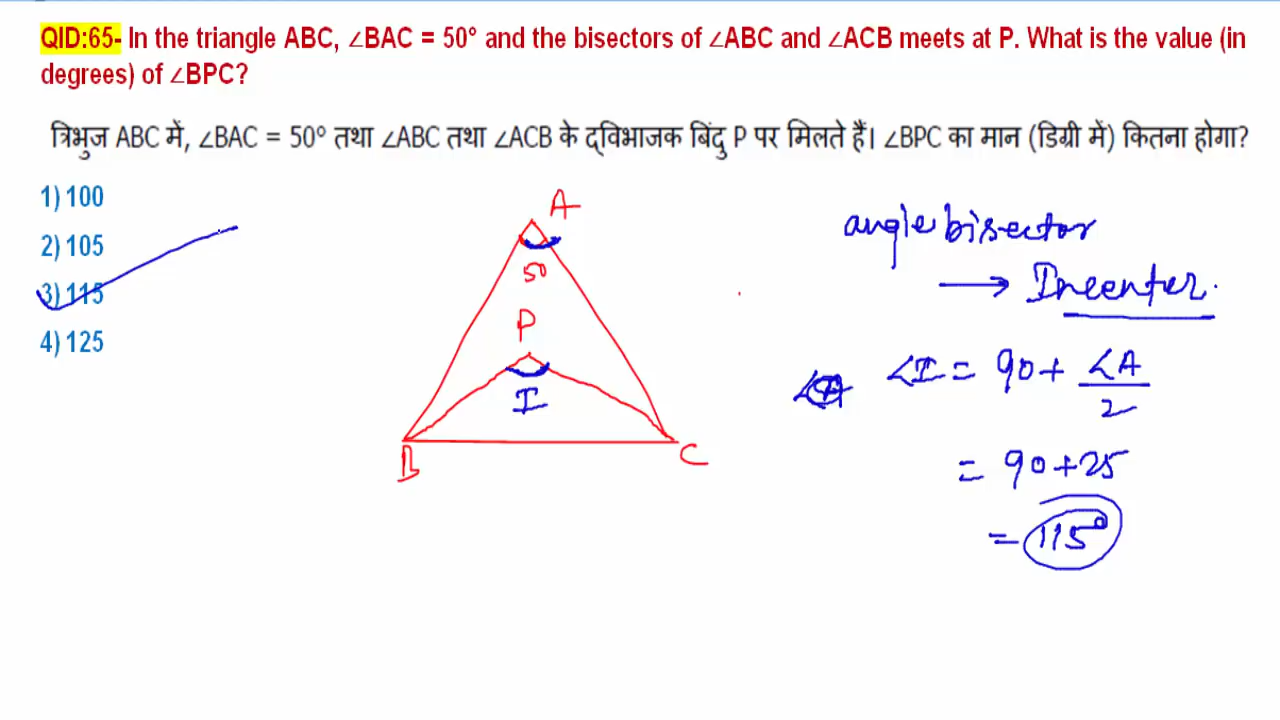 QID:65- In the triangle ABC, ∠BAC = 50° and the bisectors of ∠ABC and ∠ACB meets at P. What is the value (in
degrees) of ∠BPC?
त्रिभुज ABC में, ∠BAC = 50° तथा ∠ABC तथा ∠ACB के द्विभाजक बिंदु P पर मिलते हैं। ∠BPC का मान (डिग्री में) कितना होगा?
1) 100
2) 105
3) 115
4) 125
A
50
P
I
B
C
angle bisector
→ Incenter.
∠I = 90 + ∠A/2
= 90+25
= 115°